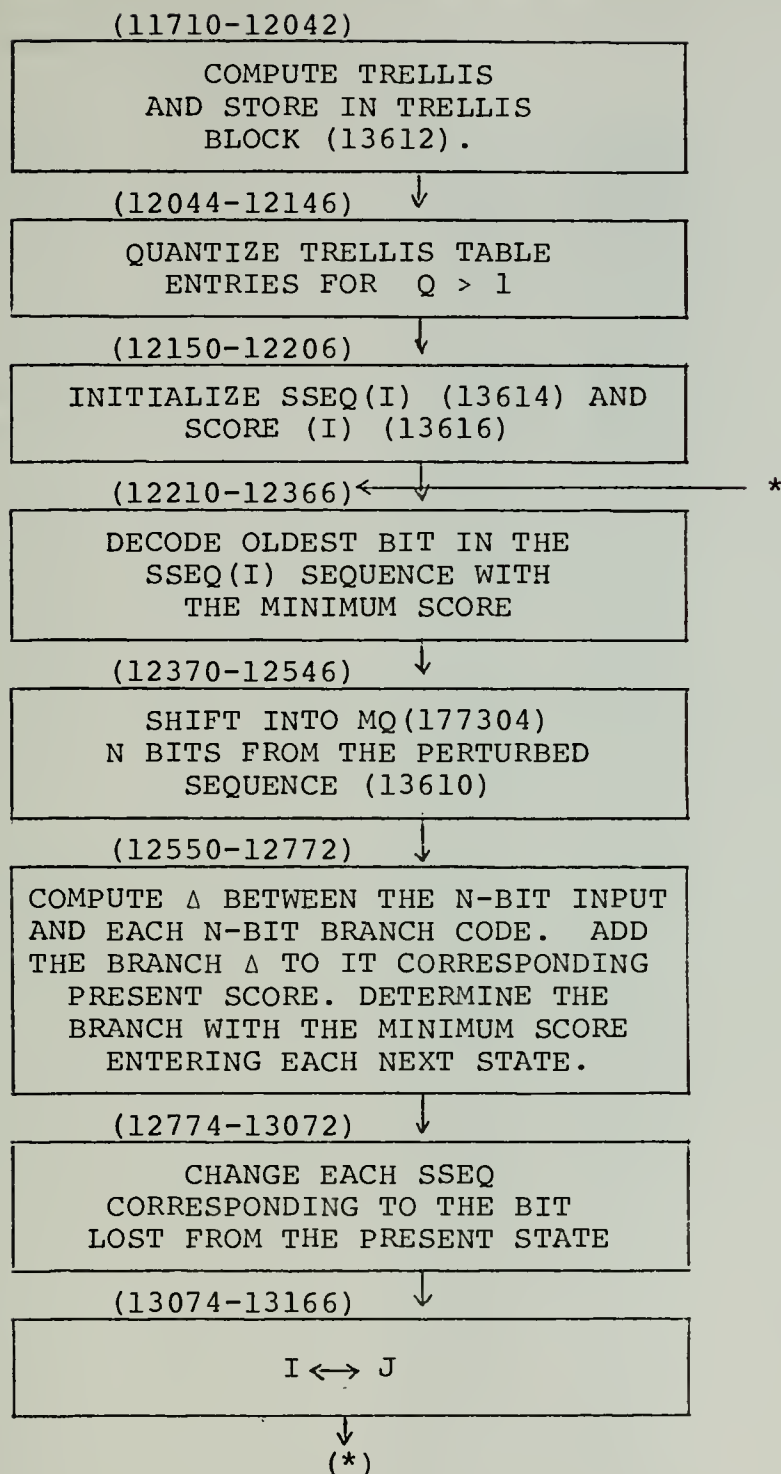 (11710-12042)
COMPUTE TRELLIS
AND STORE IN TRELLIS
BLOCK (13612).
(12044-12146)
QUANTIZE TRELLIS TABLE
ENTRIES FOR Q > 1
(12150-12206)
INITIALIZE SSEQ(I) (13614) AND
SCORE (I) (13616)
(12210-12366) *
DECODE OLDEST BIT IN THE
SSEQ(I) SEQUENCE WITH
THE MINIMUM SCORE
(12370-12546)
SHIFT INTO MQ(177304)
N BITS FROM THE PERTURBED
SEQUENCE (13610)
(12550-12772)
COMPUTE Δ BETWEEN THE N-BIT INPUT
AND EACH N-BIT BRANCH CODE. ADD
THE BRANCH Δ TO IT CORRESPONDING
PRESENT SCORE. DETERMINE THE
BRANCH WITH THE MINIMUM SCORE
ENTERING EACH NEXT STATE.
(12774-13072)
CHANGE EACH SSEQ
CORRESPONDING TO THE BIT
LOST FROM THE PRESENT STATE
(13074-13166)
I ↔ J
(*)